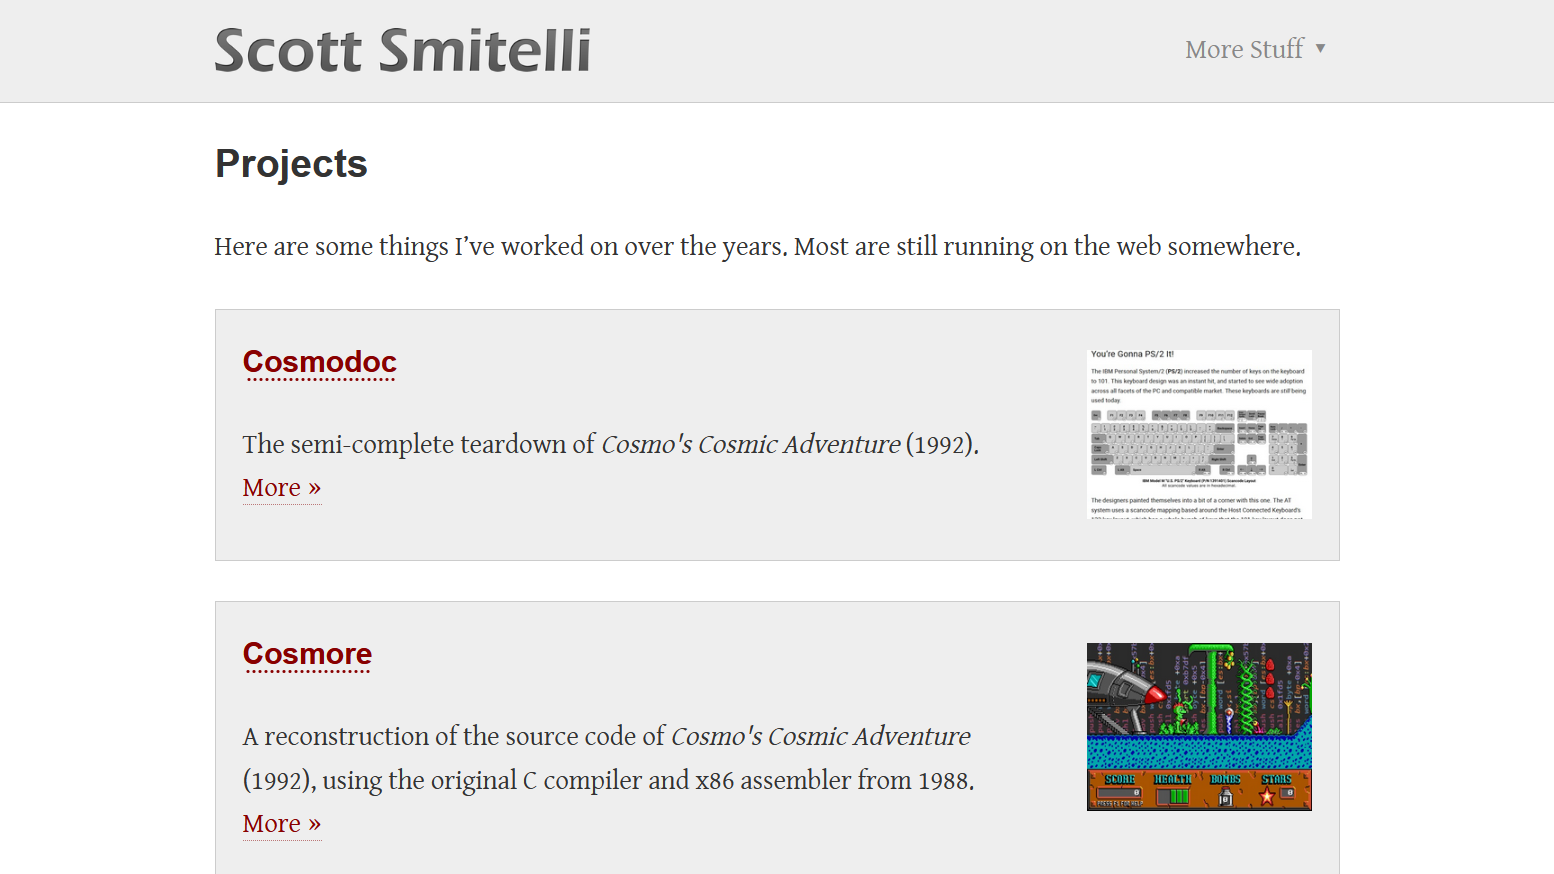 Scott Smitelli
More Stuff ▼
Projects
Here are some things I’ve worked on over the years. Most are still running on the web somewhere.
Cosmodoc
The semi-complete teardown of Cosmo's Cosmic Adventure (1992).
More »
You're Gonna PS/2 It!
The IBM Personal System/2 (PS/2) increased the number of keys on the keyboard
to 101. This keyboard design was an instant hit, and started to see wide adoption
across all facets of the PC and compatible market. These keyboards are still being
used today.
The designers painted themselves into a bit of a corner with this one. The AT
system uses a scancode mapping based around the Host Connected Keyboard's
Cosmore
A reconstruction of the source code of Cosmo's Cosmic Adventure
(1992), using the original C compiler and x86 assembler from 1988.
More »
SCORE HEALTH BOMBS STARS